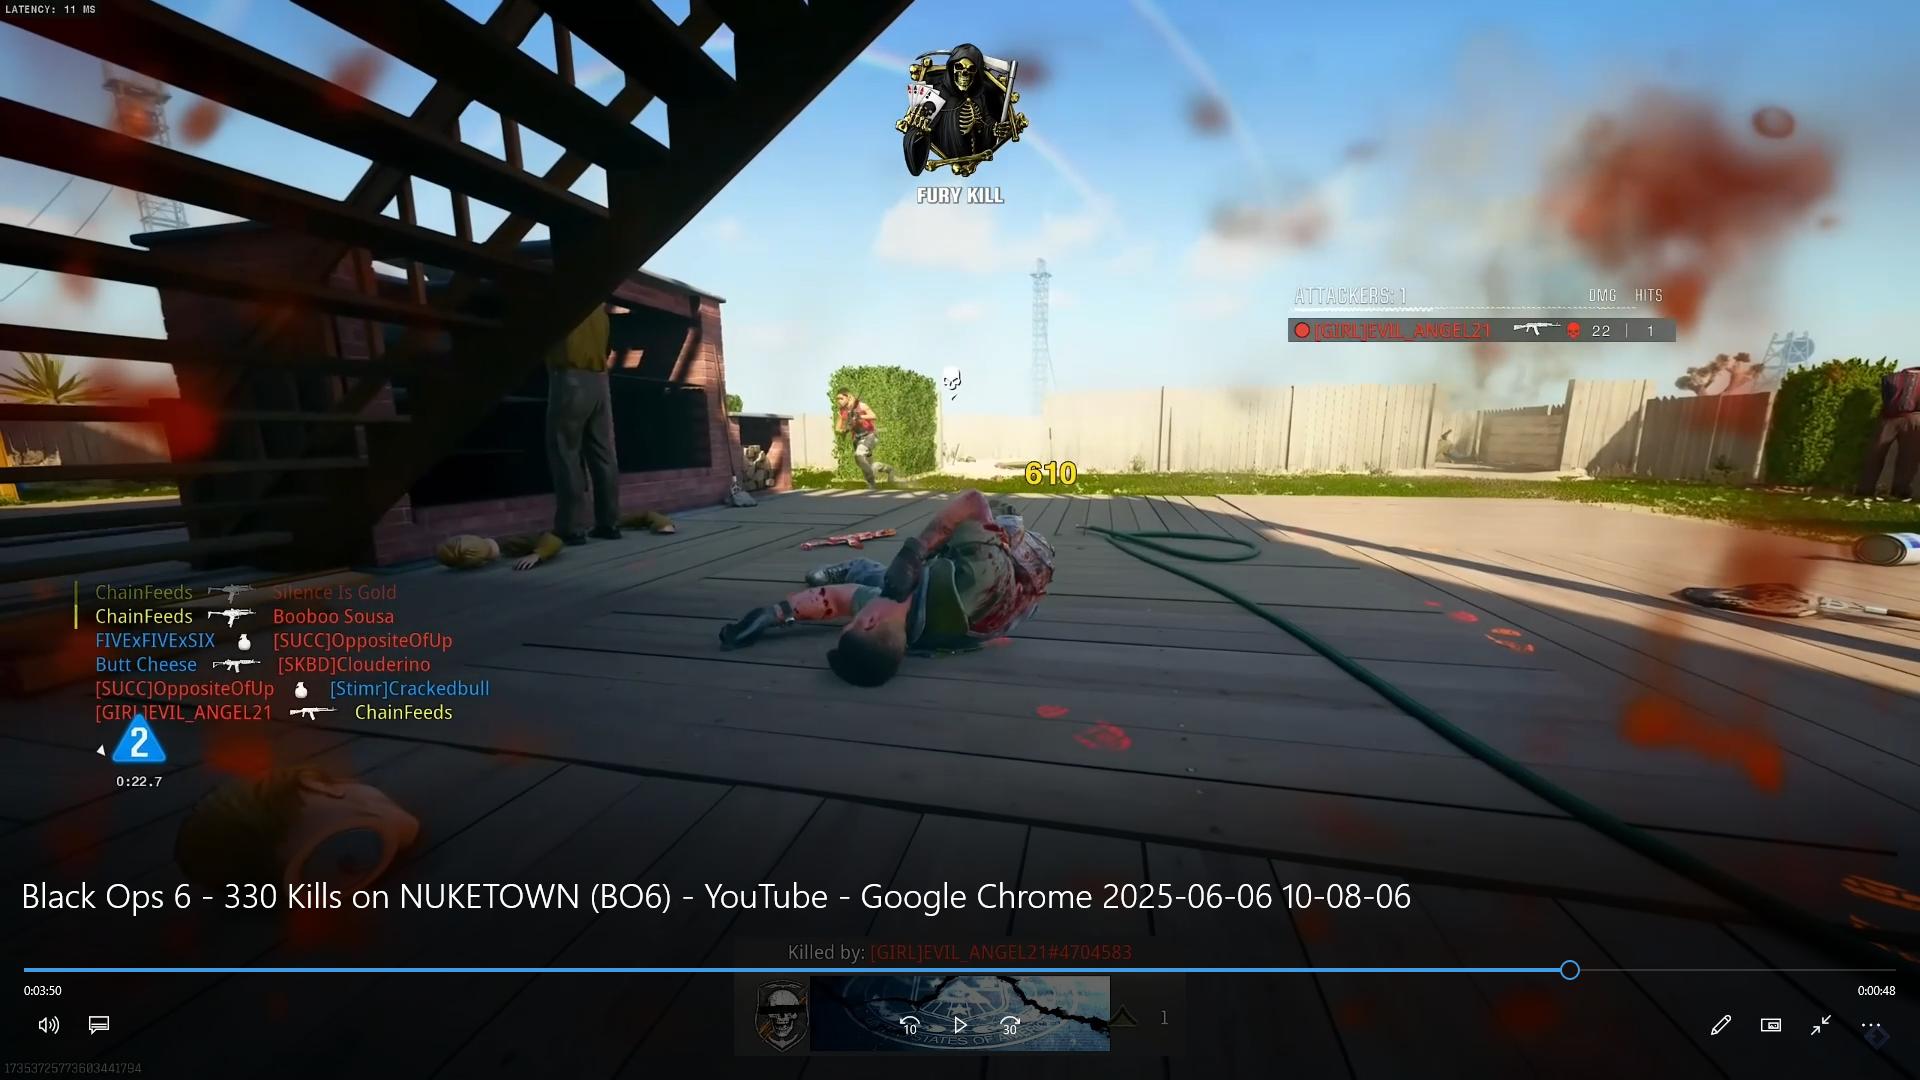 LATENCY: 11 MS
FURY KILL
ATTACKERS: 1 DMG HITS
[GIRL]EVIL_ANGEL21 22 | 1
610
ChainFeeds Silence Is Gold
ChainFeeds Booboo Sousa
FIVExFIVExSIX [SUCC]OppositeOfUp
Butt Cheese [SKBD]Clouderino
[SUCC]OppositeOfUp [Stimr]Crackedbull
[GIRL]EVIL_ANGEL21 ChainFeeds
2
0:22.7
Black Ops 6 - 330 Kills on NUKETOWN (BO6) - YouTube - Google Chrome 2025-06-06 10-08-06
Killed by: [GIRL]EVIL_ANGEL21#4704583
0:03:50 0:00:48
10 30 1
STATES OF
17353725773603441794